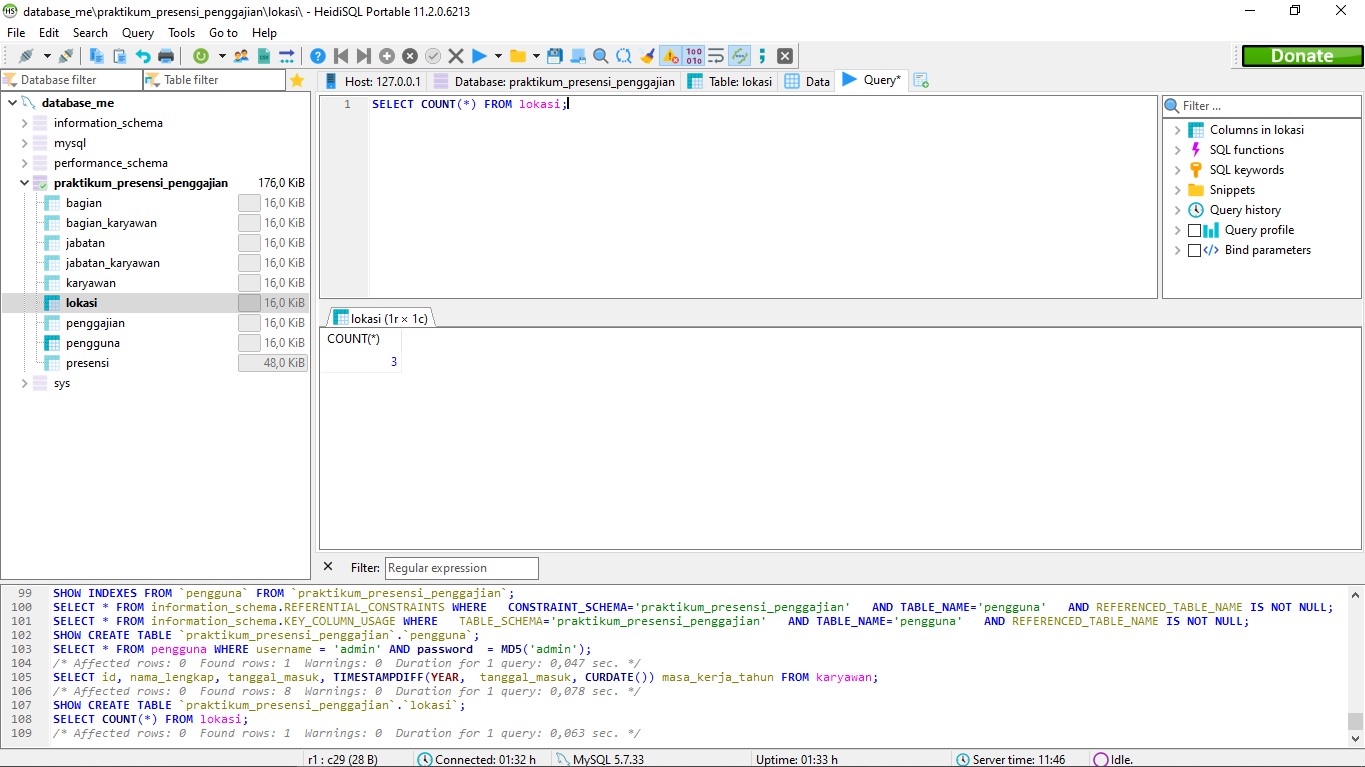 database_me\praktikum_presensi_penggajian\lokasi\ - HeidiSQL Portable 11.2.0.6213
File Edit Search Query Tools Go to Help
Donate
Database filter Table filter
Host: 127.0.0.1 Database: praktikum_presensi_penggajian Table: lokasi Data Query*
database_me
information_schema
mysql
performance_schema
praktikum_presensi_penggajian 176,0 KiB
bagian 16,0 KiB
bagian_karyawan 16,0 KiB
jabatan 16,0 KiB
jabatan_karyawan 16,0 KiB
karyawan 16,0 KiB
lokasi 16,0 KiB
penggajian 16,0 KiB
pengguna 16,0 KiB
presensi 48,0 KiB
sys
1 SELECT COUNT(*) FROM lokasi;
Filter ...
Columns in lokasi
SQL functions
SQL keywords
Snippets
Query history
Query profile
Bind parameters
lokasi (1r × 1c)
COUNT(*)
3
Filter: Regular expression
99 SHOW INDEXES FROM `pengguna` FROM `praktikum_presensi_penggajian`;
100 SELECT * FROM information_schema.REFERENTIAL_CONSTRAINTS WHERE CONSTRAINT_SCHEMA='praktikum_presensi_penggajian' AND TABLE_NAME='pengguna' AND REFERENCED_TABLE_NAME IS NOT NULL;
101 SELECT * FROM information_schema.KEY_COLUMN_USAGE WHERE TABLE_SCHEMA='praktikum_presensi_penggajian' AND TABLE_NAME='pengguna' AND REFERENCED_TABLE_NAME IS NOT NULL;
102 SHOW CREATE TABLE `praktikum_presensi_penggajian`.`pengguna`;
103 SELECT * FROM pengguna WHERE username = 'admin' AND password = MD5('admin');
104 /* Affected rows: 0 Found rows: 1 Warnings: 0 Duration for 1 query: 0,047 sec. */
105 SELECT id, nama_lengkap, tanggal_masuk, TIMESTAMPDIFF(YEAR, tanggal_masuk, CURDATE()) masa_kerja_tahun FROM karyawan;
106 /* Affected rows: 0 Found rows: 8 Warnings: 0 Duration for 1 query: 0,078 sec. */
107 SHOW CREATE TABLE `praktikum_presensi_penggajian`.`lokasi`;
108 SELECT COUNT(*) FROM lokasi;
109 /* Affected rows: 0 Found rows: 1 Warnings: 0 Duration for 1 query: 0,063 sec. */
r1 : c29 (28 B) Connected: 01:32 h MySQL 5.7.33 Uptime: 01:33 h Server time: 11:46 Idle.